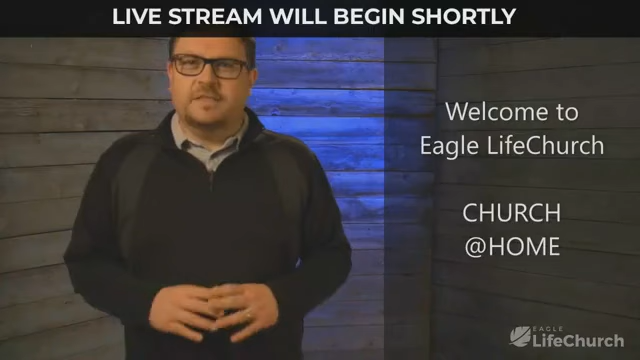 LIVE STREAM WILL BEGIN SHORTLY
Welcome to
Eagle LifeChurch
CHURCH
@HOME
EAGLE
LifeChurch